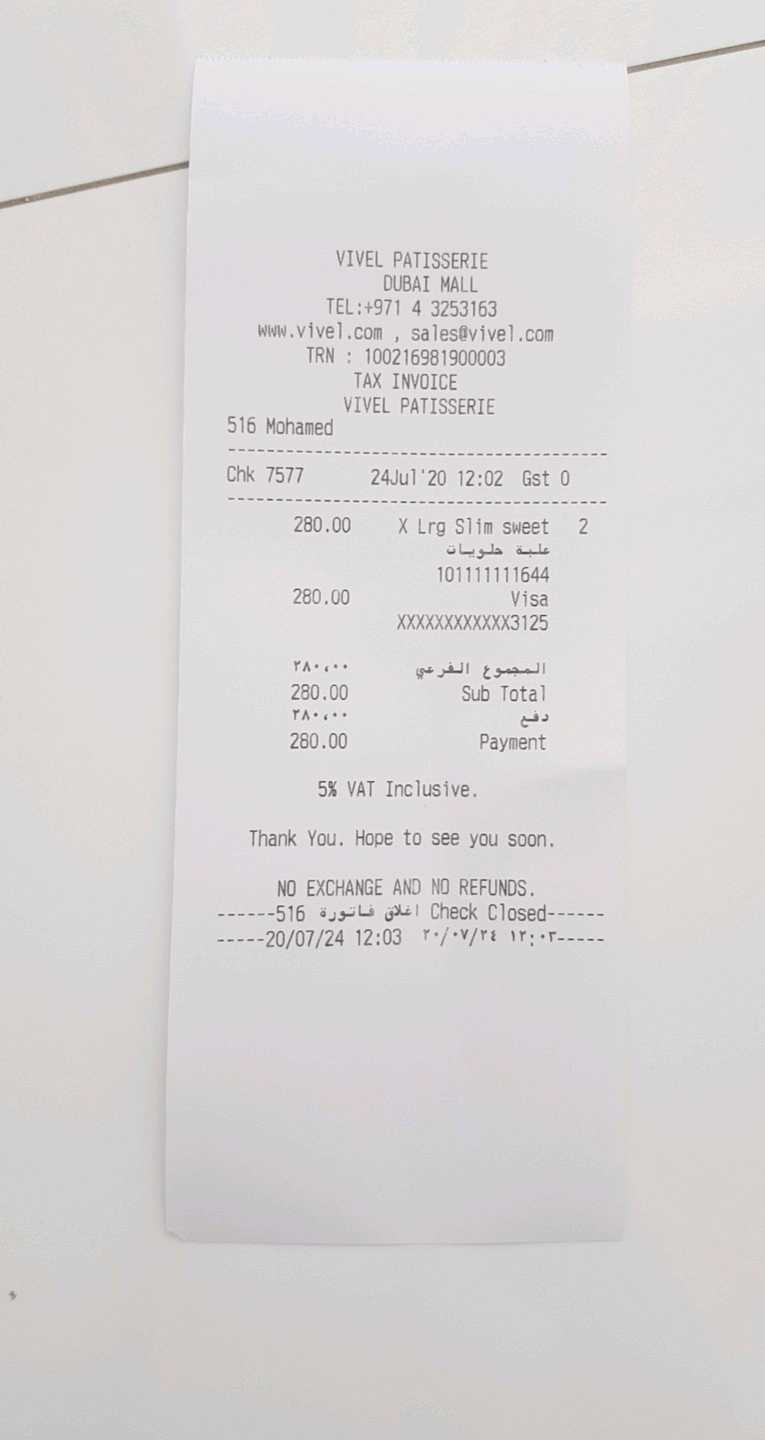 VIVEL PATISSERIE
DUBAI MALL
TEL:+971 4 3253163
www.vivel.com , sales@vivel.com
TRN : 100216981900003
TAX INVOICE
VIVEL PATISSERIE
516 Mohamed
---------------------------------------
Chk 7577 24Jul'20 12:02 Gst 0
---------------------------------------
280.00 X Lrg Slim sweet 2
علبة حلويات
101111111644
280.00 Visa
XXXXXXXXXXXX3125
المجموع الفرعي ٢٨٠،٠٠
280.00 Sub Total
دفع ٢٨٠،٠٠
280.00 Payment
5% VAT Inclusive.
Thank You. Hope to see you soon.
NO EXCHANGE AND NO REFUNDS.
------516 اغلاق فاتورة Check Closed------
-----20/07/24 12:03 ٢٠/٠٧/٢٤ ١٢:٠٣-----